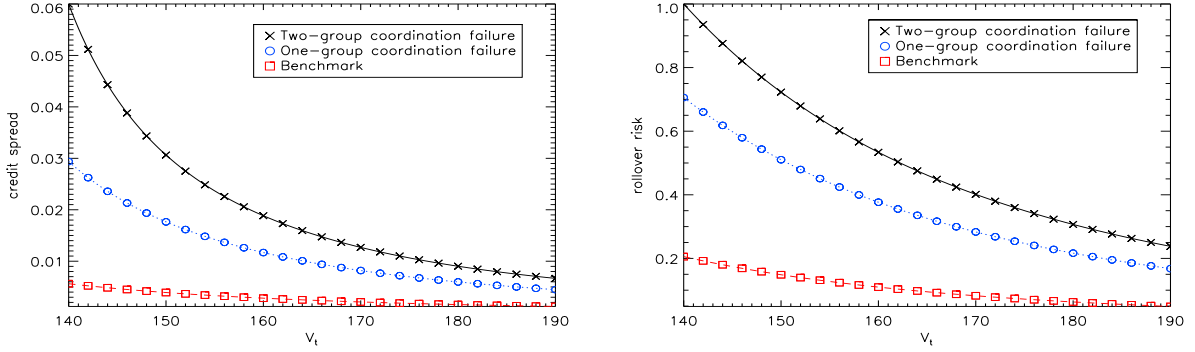 0.06
0.05
0.04
0.03
0.02
0.01
credit spread
140
150
160
170
180
190
V_t
Two-group coordination failure
One-group coordination failure
Benchmark
1.0
0.8
0.6
0.4
0.2
rollover risk
140
150
160
170
180
190
V_t
Two-group coordination failure
One-group coordination failure
Benchmark